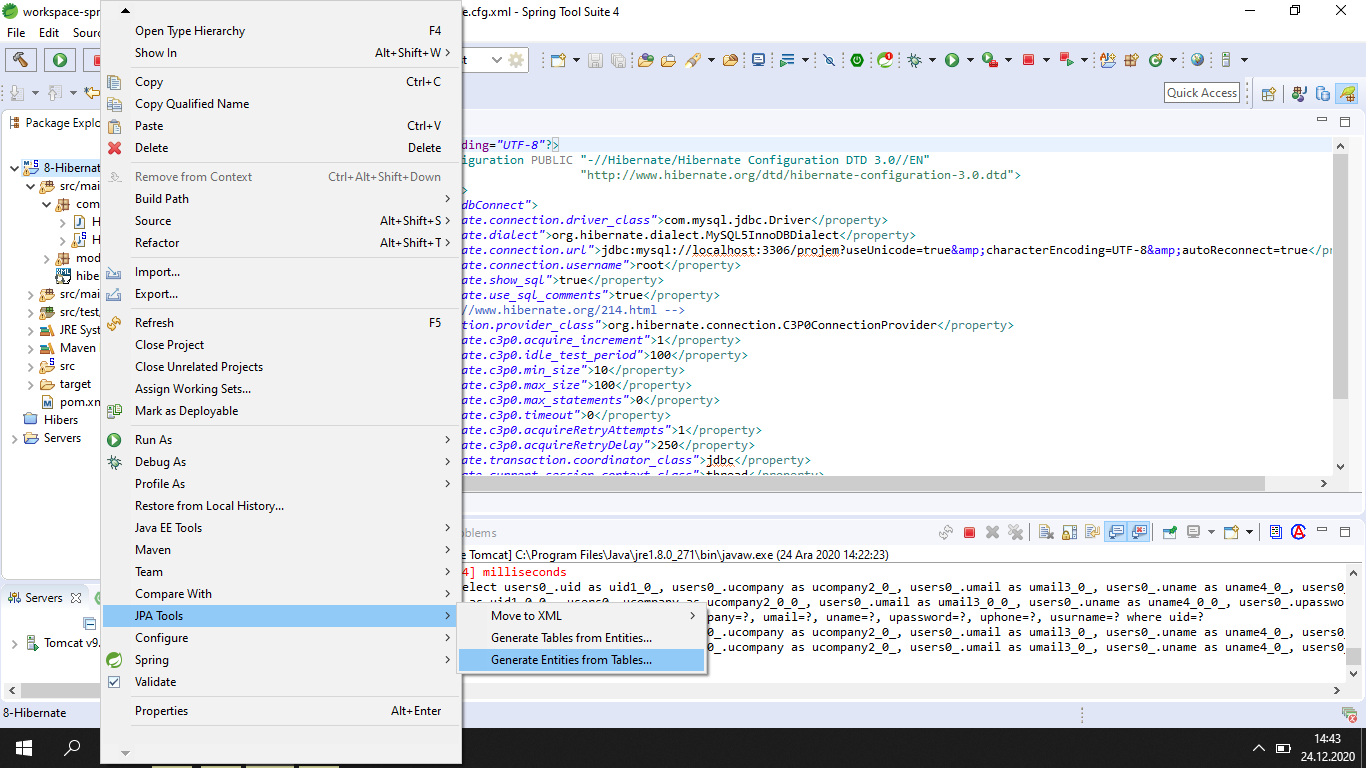 workspace-spr
e.cfg.xml - Spring Tool Suite 4
File Edit Sourc
Quick Access
Package Explo
8-Hibernat
src/mai
com
H
H
mod
hibe
src/mai
src/test,
JRE Syst
Maven
src
target
pom.xm
Hibers
Servers
Open Type Hierarchy F4
Show In Alt+Shift+W >
Copy Ctrl+C
Copy Qualified Name
Paste Ctrl+V
Delete Delete
Remove from Context Ctrl+Alt+Shift+Down
Build Path >
Source Alt+Shift+S >
Refactor Alt+Shift+T >
Import...
Export...
Refresh F5
Close Project
Close Unrelated Projects
Assign Working Sets...
Mark as Deployable
Run As >
Debug As >
Profile As >
Restore from Local History...
Java EE Tools >
Maven >
Team >
Compare With >
JPA Tools >
Configure >
Spring >
Validate
Properties Alt+Enter
Move to XML >
Generate Tables from Entities...
Generate Entities from Tables...
ding="UTF-8"?>
iguration PUBLIC "-//Hibernate/Hibernate Configuration DTD 3.0//EN"
"http://www.hibernate.org/dtd/hibernate-configuration-3.0.dtd">
>
dbConnect">
ate.connection.driver_class">com.mysql.jdbc.Driver</property>
ate.dialect">org.hibernate.dialect.MySQL5InnoDBDialect</property>
ate.connection.url">jdbc:mysql://localhost:3306/projem?useUnicode=true&amp;characterEncoding=UTF-8&amp;autoReconnect=true</pr
ate.connection.username">root</property>
ate.show_sql">true</property>
ate.use_sql_comments">true</property>
//www.hibernate.org/214.html -->
tion.provider_class">org.hibernate.connection.C3P0ConnectionProvider</property>
ate.c3p0.acquire_increment">1</property>
ate.c3p0.idle_test_period">100</property>
ate.c3p0.min_size">10</property>
ate.c3p0.max_size">100</property>
ate.c3p0.max_statements">0</property>
ate.c3p0.timeout">0</property>
ate.c3p0.acquireRetryAttempts">1</property>
ate.c3p0.acquireRetryDelay">250</property>
ate.transaction.coordinator_class">jdbc</property>
ate.current_session_context_class">thread</property>
oblems
e Tomcat] C:\Program Files\Java\jre1.8.0_271\bin\javaw.exe (24 Ara 2020 14:22:23)
4] milliseconds
elect users0_.uid as uid1_0_, users0_.ucompany as ucompany2_0_, users0_.umail as umail3_0_, users0_.uname as uname4_0_, users0
as uid1_0_0_, users0_.ucompany as ucompany2_0_0_, users0_.umail as umail3_0_0_, users0_.uname as uname4_0_0_, users0_.upasswo
pany=?, umail=?, uname=?, upassword=?, uphone=?, usurname=? where uid=?
0_.ucompany as ucompany2_0_, users0_.umail as umail3_0_, users0_.uname as uname4_0_, users0
0_.ucompany as ucompany2_0_, users0_.umail as umail3_0_, users0_.uname as uname4_0_, users0
Servers
Tomcat v9.
8-Hibernate
14:43
24.12.2020